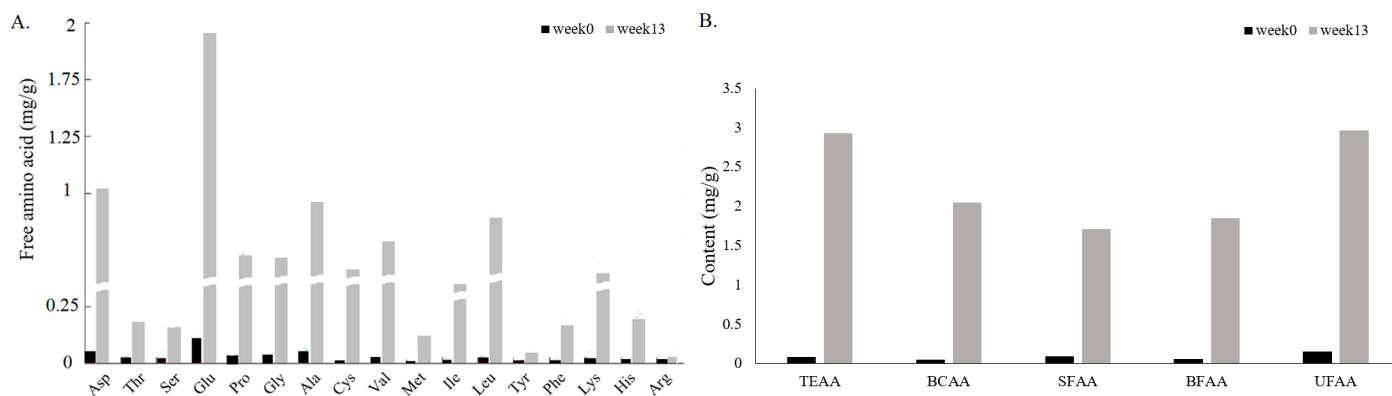 A.
week0 week13
Free amino acid (mg/g)
2
1.75
1.25
1
0.25
0
Asp Thr Ser Glu Pro Gly Ala Cys Val Met Ile Leu Tyr Phe Lys His Arg
B.
week0 week13
Content (mg/g)
3.5
3
2.5
2
1.5
1
0.5
0
TEAA BCAA SFAA BFAA UFAA